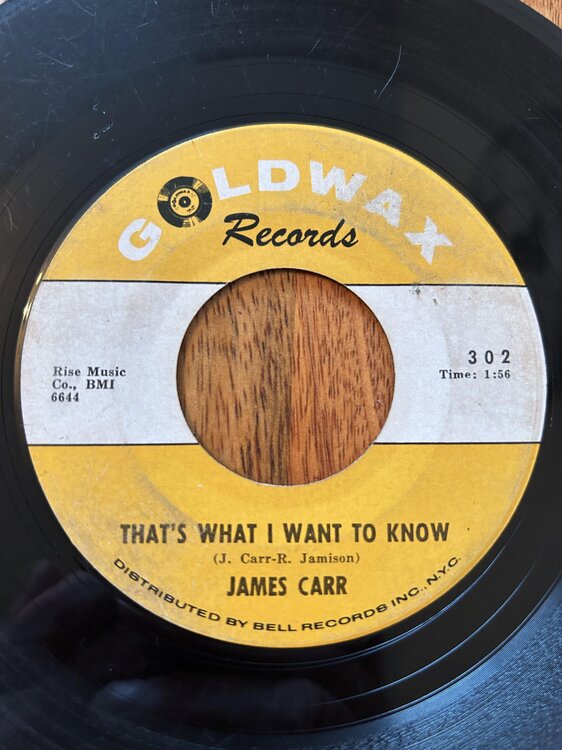 GOLDWAX
Records
Rise Music
Co., BMI
6644
302
Time: 1:56
THAT'S WHAT I WANT TO KNOW
(J. Carr-R. Jamison)
JAMES CARR
DISTRIBUTED BY BELL RECORDS INC., N.Y.C.